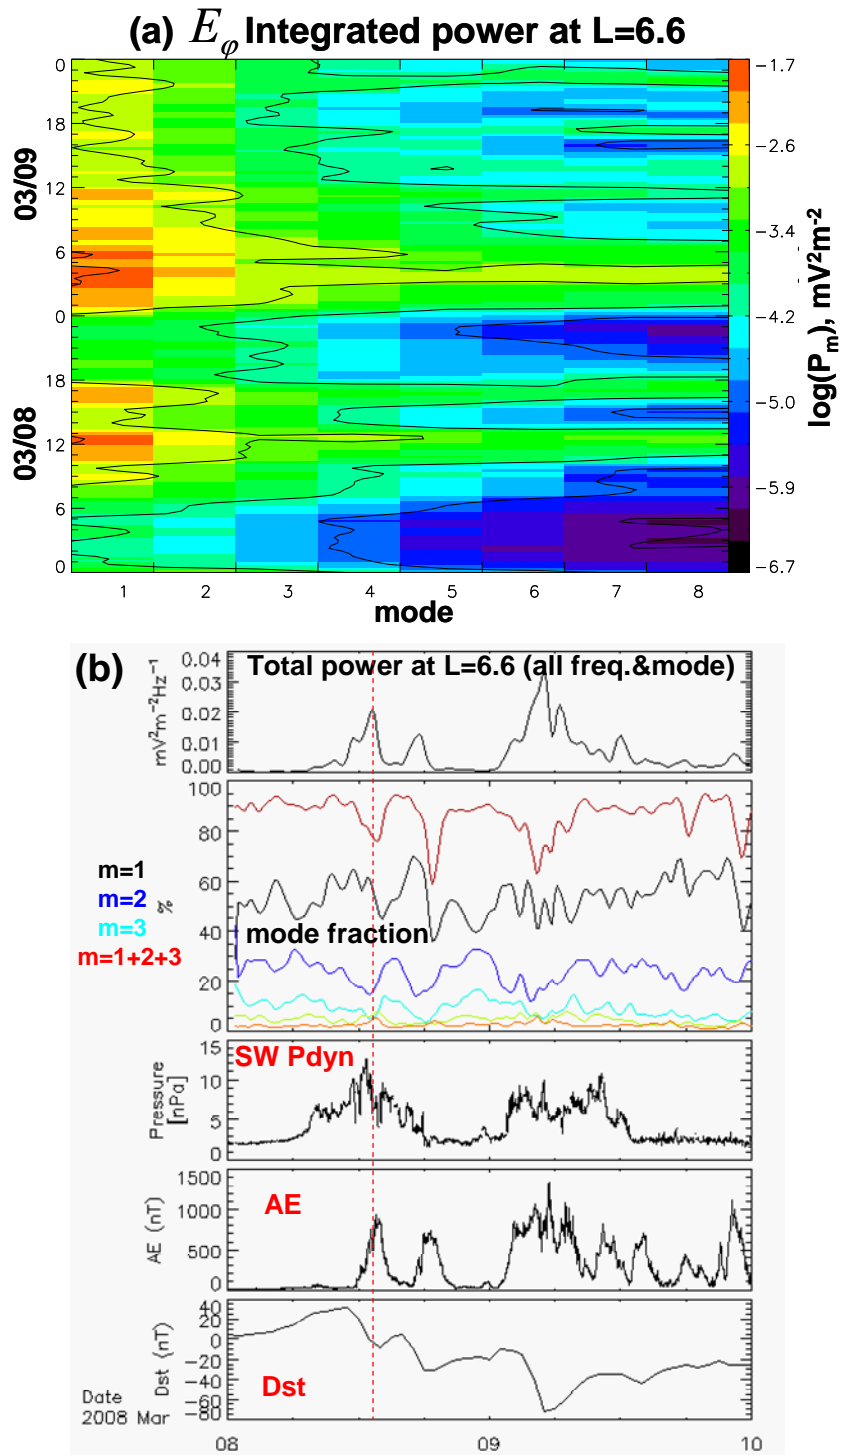 (a) Eφ Integrated power at L=6.6
0
18
12
6
0
18
12
6
0
03/09
03/08
1 2 3 4 5 6 7 8
mode
−1.7
−2.6
−3.4
−4.2
−5.0
−5.9
−6.7
log(Pm), mV²m-2
(b)
Total power at L=6.6 (all freq.&mode)
0.04
0.03
0.02
0.01
0.00
mV²m⁻²Hz⁻¹
100
80
60
40
20
0
%
m=1
m=2
m=3
m=1+2+3
mode fraction
SW Pdyn
15
10
5
0
Pressure
[nPa]
AE
1500
1000
500
0
AE (nT)
Dst
40
20
0
−20
−40
−60
−80
Dst (nT)
Date
2008 Mar
08 09 10